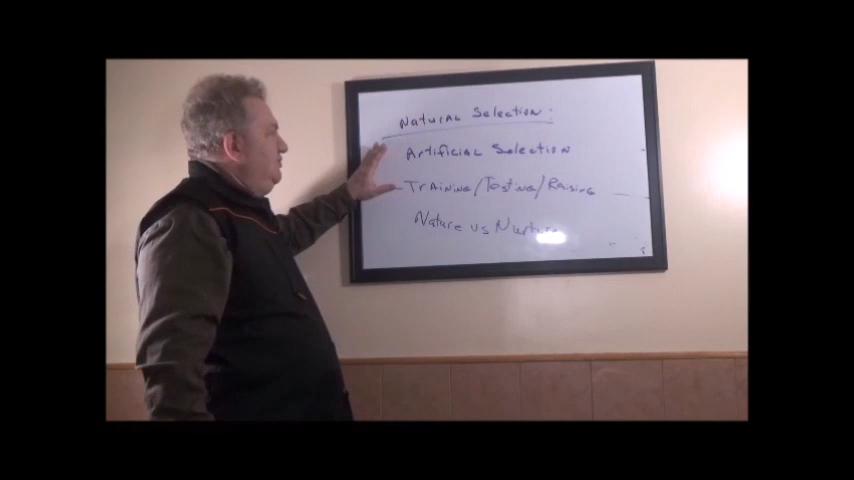 Natural Selection:
Artificial Selection
Training/Testing/Raising
Nature vs Nurture